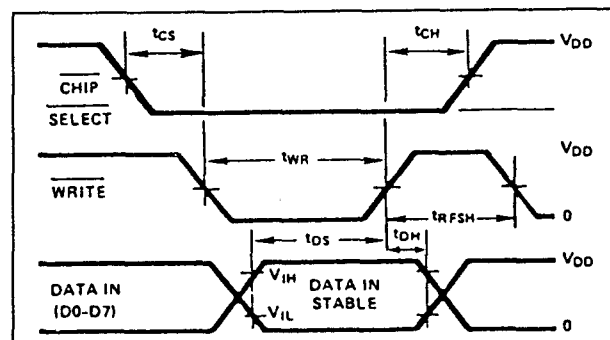 tCS
tCH
VDD
CHIP
SELECT
tWR
VDD
WRITE
tRFSH
0
tDS
tDH
VDD
DATA IN
(D0-D7)
VIH
DATA IN
STABLE
VIL
0